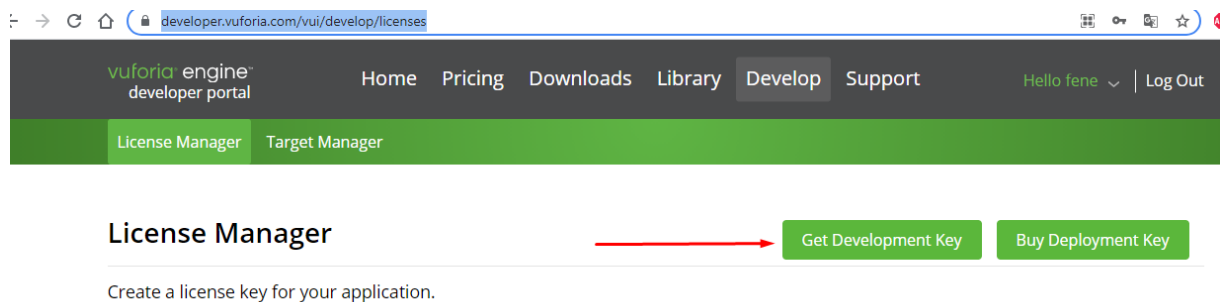 developer.vuforia.com/vui/develop/licenses
vuforia® engine™
developer portal
Home Pricing Downloads Library Develop Support Hello fene Log Out
License Manager Target Manager
License Manager
Get Development Key Buy Deployment Key
Create a license key for your application.